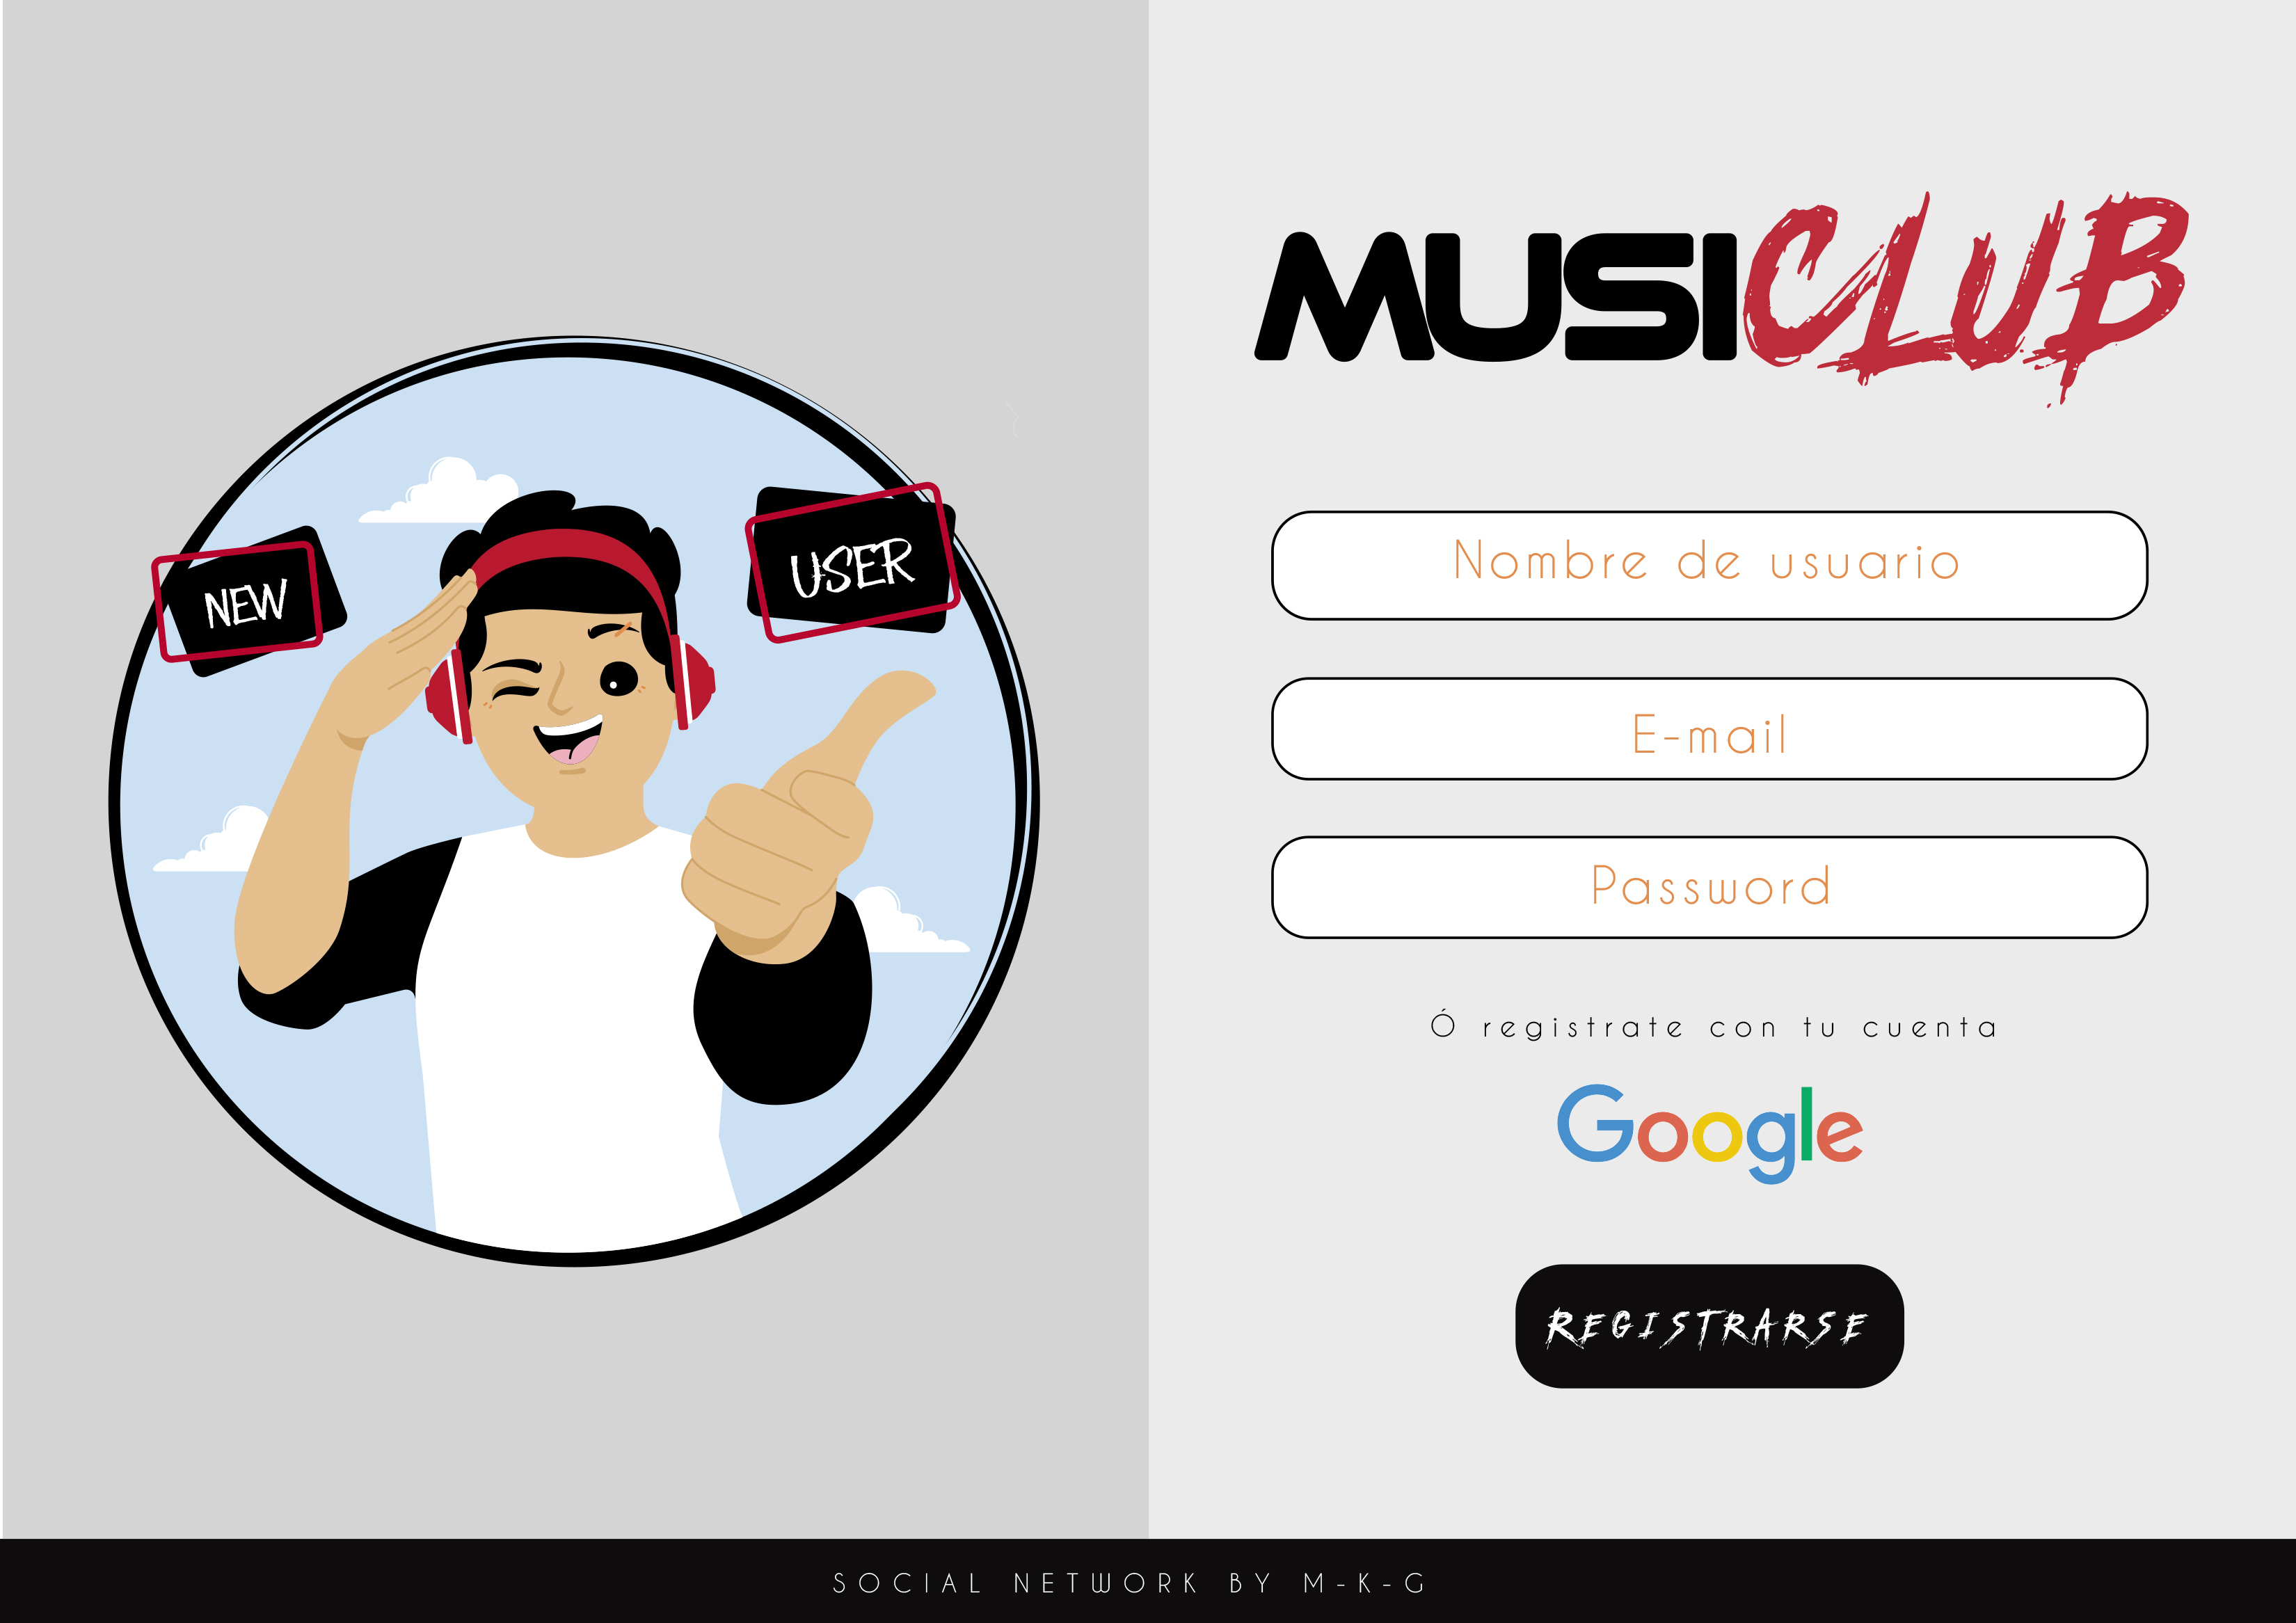 NEW
USER
MUSICLUB
Nombre de usuario
E-mail
Password
Ó registrate con tu cuenta
Google
REGISTRARSE
SOCIAL NETWORK BY M-K-G